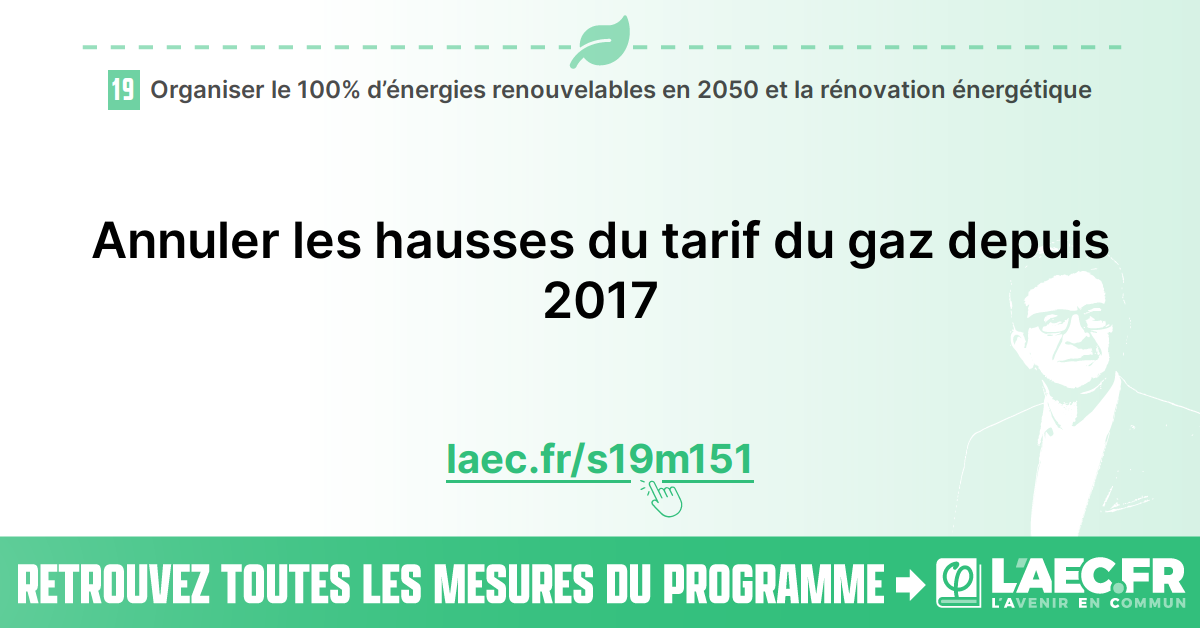 19 Organiser le 100% d’énergies renouvelables en 2050 et la rénovation énergétique
Annuler les hausses du tarif du gaz depuis
2017
laec.fr/s19m151
RETROUVEZ TOUTES LES MESURES DU PROGRAMME
φ L'AEC.FR
L'AVENIR EN COMMUN